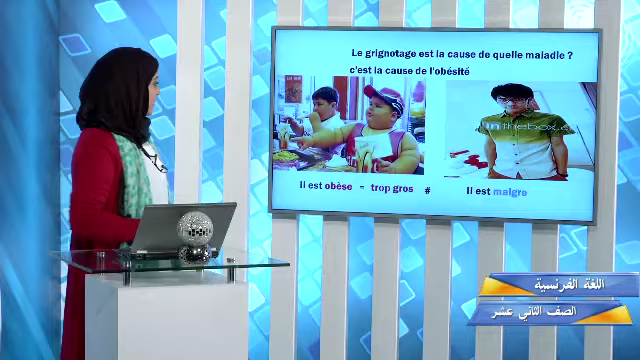 Le grignotage est la cause de quelle maladie ?
c'est la cause de l'obésité
inthebox.e
Il est obèse = trop gros #
Il est maigre
اللغة الفرنسية
الصف الثاني عشر